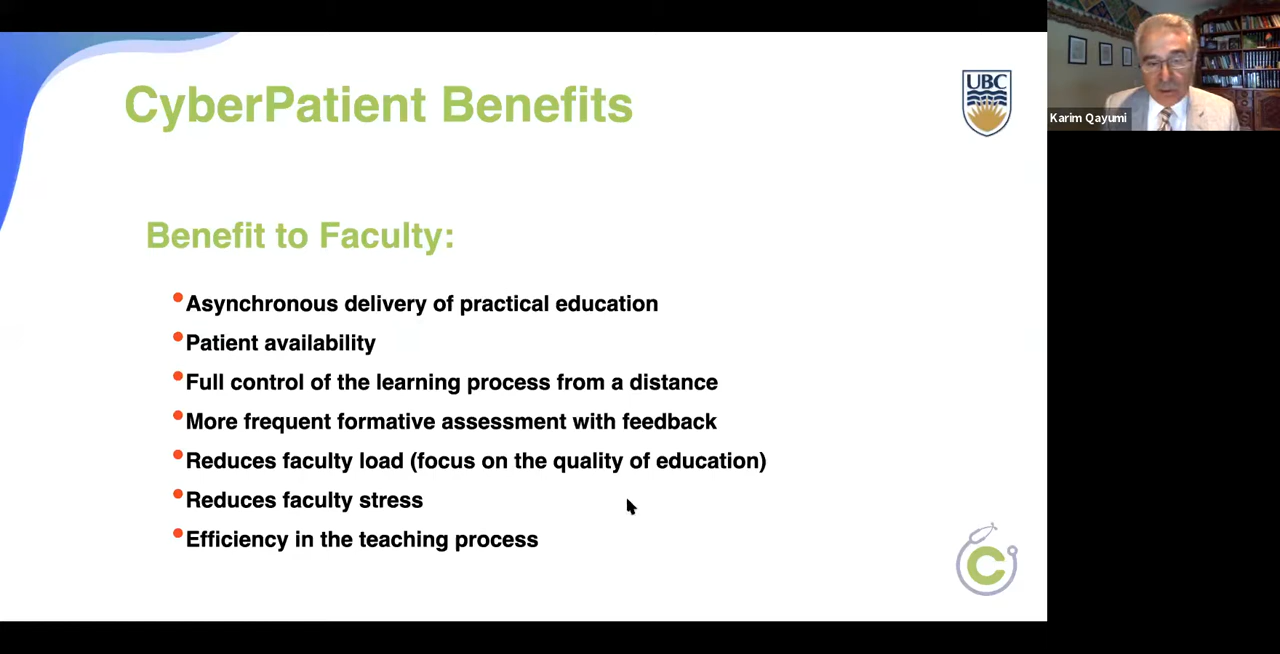 CyberPatient Benefits
UBC
Karim Qayumi
Benefit to Faculty:
Asynchronous delivery of practical education
Patient availability
Full control of the learning process from a distance
More frequent formative assessment with feedback
Reduces faculty load (focus on the quality of education)
Reduces faculty stress
Efficiency in the teaching process
C